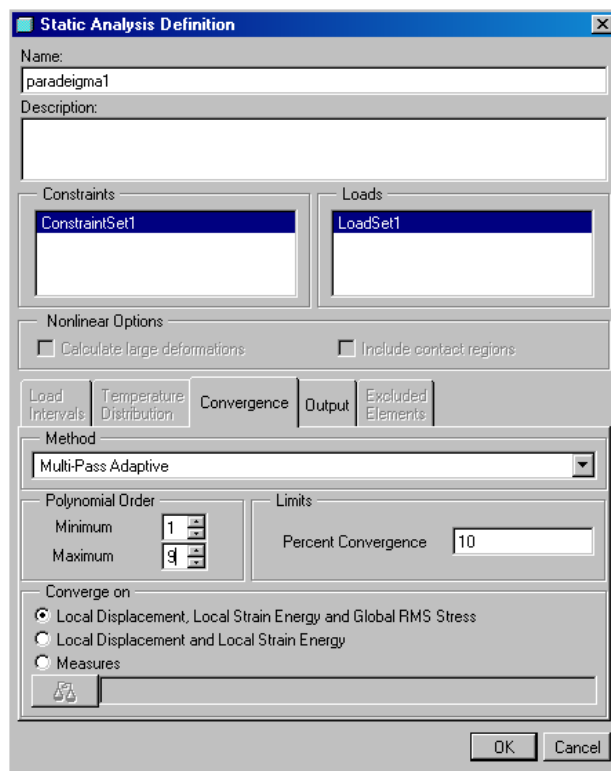 Static Analysis Definition
Name:
paradeigma1
Description:
Constraints
ConstraintSet1
Loads
LoadSet1
Nonlinear Options
Calculate large deformations
Include contact regions
Load
Intervals
Temperature
Distribution
Convergence
Output
Excluded
Elements
Method
Multi-Pass Adaptive
Polynomial Order
Minimum 1
Maximum 9
Limits
Percent Convergence 10
Converge on
Local Displacement, Local Strain Energy and Global RMS Stress
Local Displacement and Local Strain Energy
Measures
OK Cancel